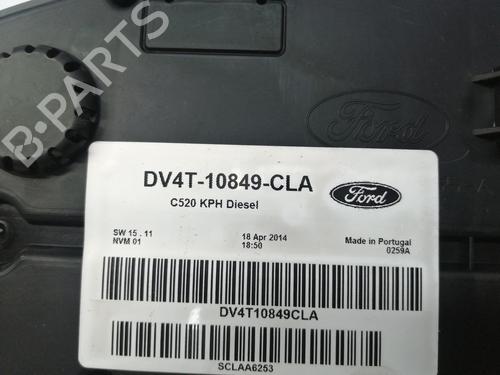 B-PARTS
Ford
DV4T-10849-CLA
Ford
C520 KPH Diesel
SW 15 . 11
NVM 01
18 Apr 2014
18:50
Made in Portugal
0259A
DV4T10849CLA
SCLAA6253